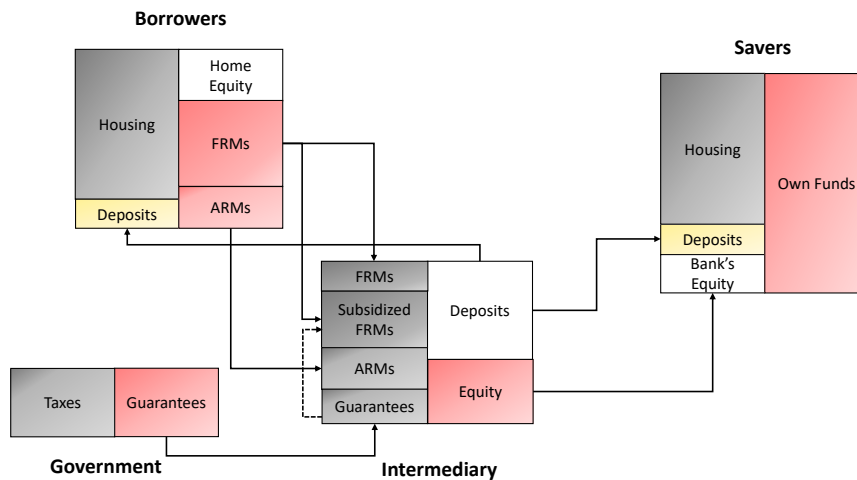 Borrowers
Savers
Home
Equity
Housing
FRMs
ARMs
Deposits
Housing
Own Funds
Deposits
Bank's
Equity
FRMs
Subsidized
FRMs
Deposits
ARMs
Equity
Guarantees
Taxes
Guarantees
Government
Intermediary